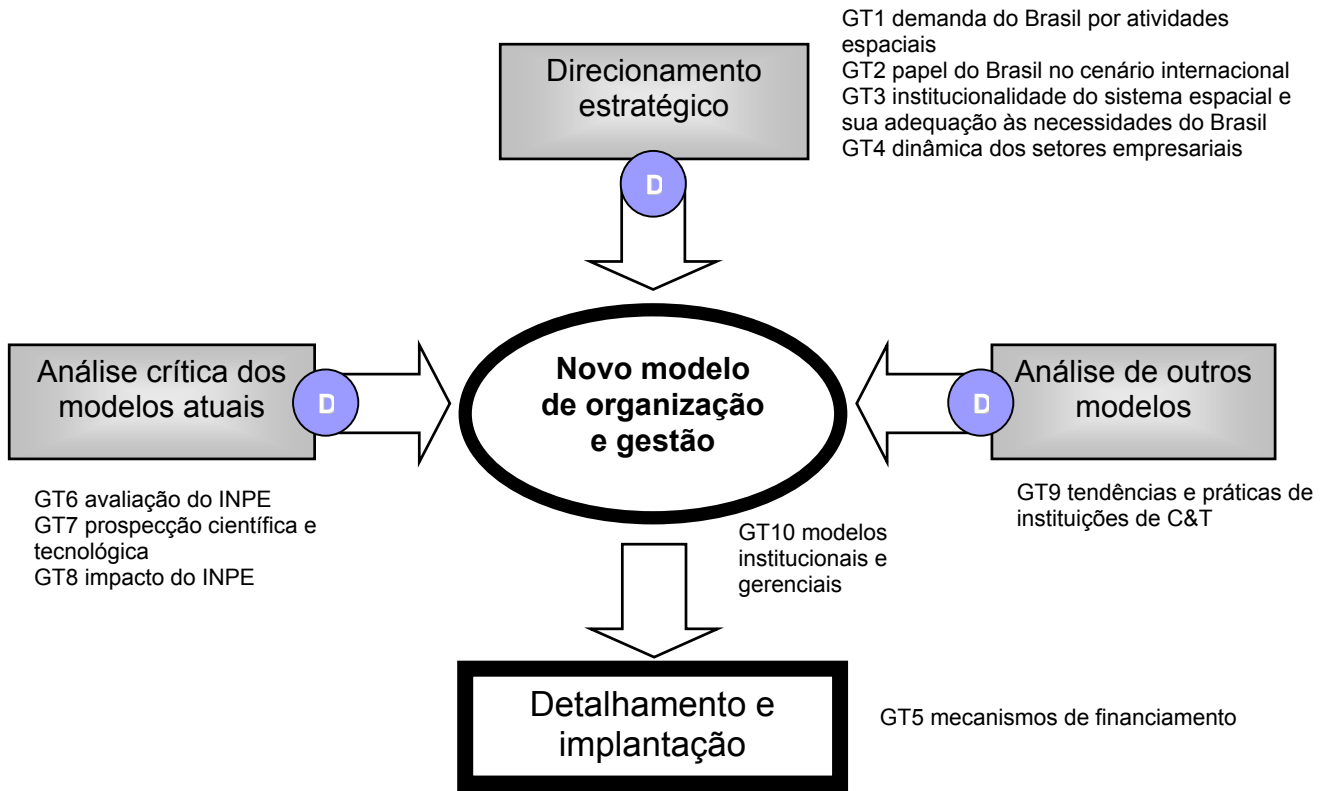 GT1 demanda do Brasil por atividades
espaciais
GT2 papel do Brasil no cenário internacional
GT3 institucionalidade do sistema espacial e
sua adequação às necessidades do Brasil
GT4 dinâmica dos setores empresariais
Direcionamento
estratégico
D
Análise crítica dos
modelos atuais
D
Novo modelo
de organização
e gestão
D
Análise de outros
modelos
GT6 avaliação do INPE
GT7 prospecção científica e
tecnológica
GT8 impacto do INPE
GT9 tendências e práticas de
instituições de C&T
GT10 modelos
institucionais e
gerenciais
Detalhamento e
implantação
GT5 mecanismos de financiamento